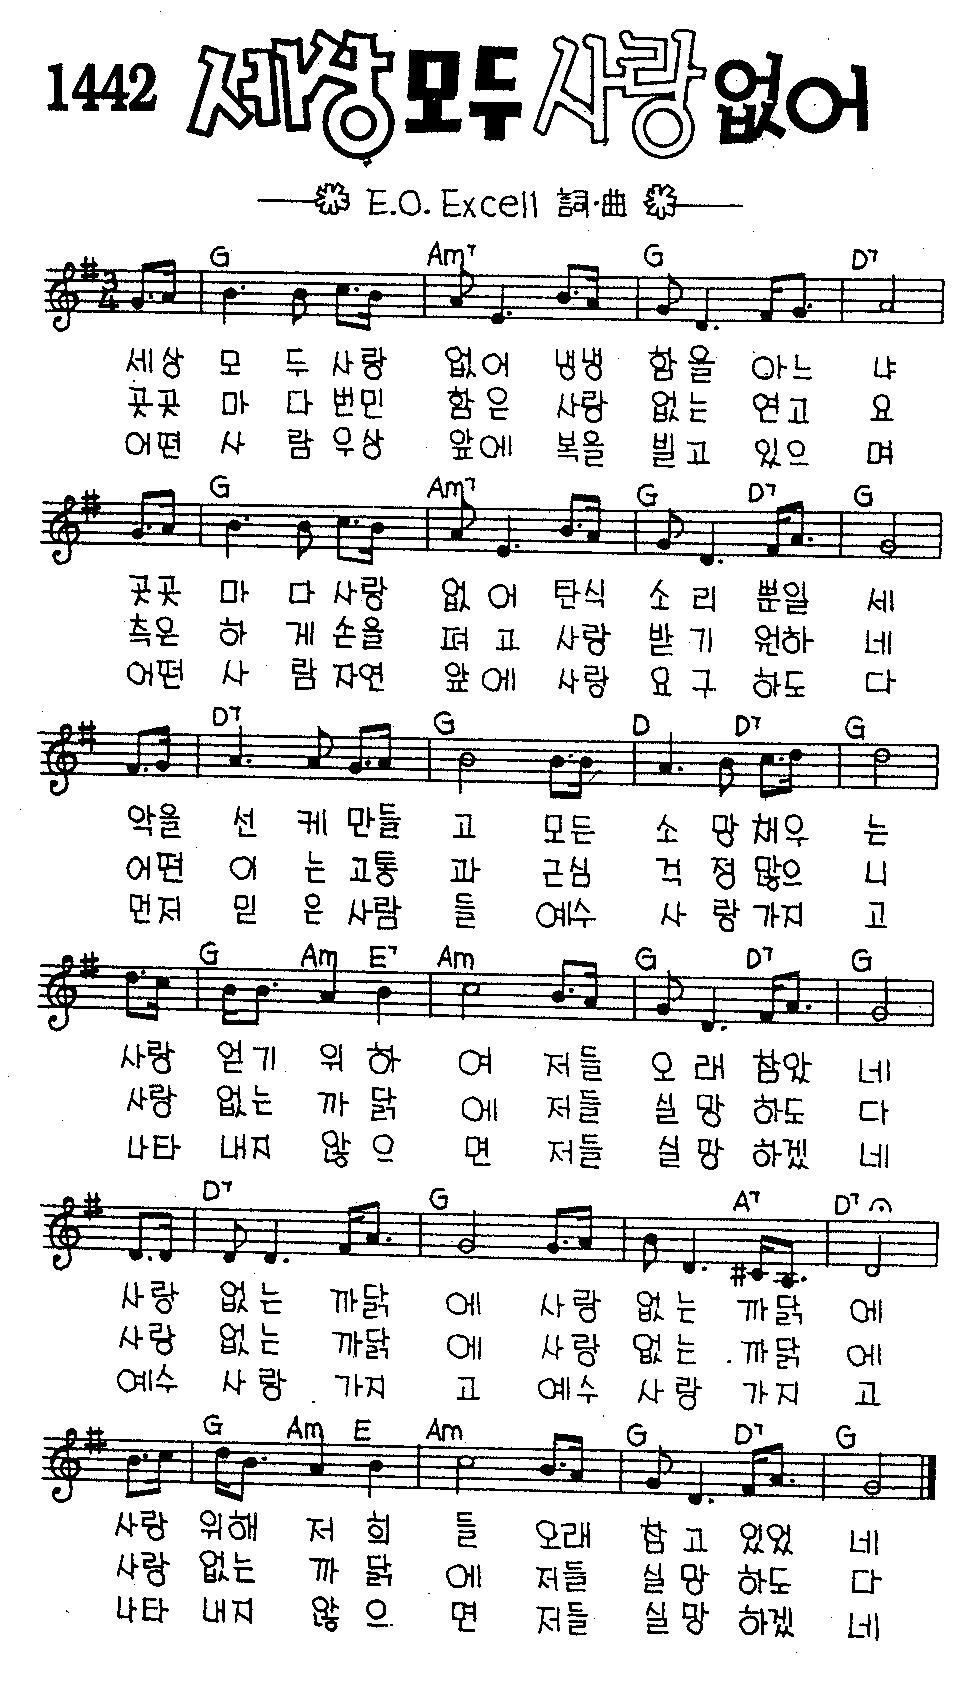 1442 세상 모두 사랑 없어
E.O. Excell 詞·曲
G Am7 G D7
세상 모 두 사랑 없어 냉냉 함을 아느 냐
곳곳 마 다 번민 함은 사랑 없는 연고 요
어떤 사 람 우상 앞에 복을 빌고 있으 며
G Am7 G D7 G
곳곳 마 다 사랑 없 어 탄식 소 리 뿐일 세
측은 하 게 손을 펴 고 사랑 받 기 원하 네
어떤 사 람 자연 앞에 사랑 요 구 하도 다
D7 G D D7 G
악을 선 케 만들 고 모든 소 망 채우 는
어떤 이 는 고통 과 근심 걱 정 많으 니
먼저 믿 은 사람 들 예수 사 랑 가지 고
G Am E7 Am G D7 G
사랑 얻기 위 하 여 저들 오 래 참았 네
사랑 없는 까 닭 에 저들 실 망 하도 다
나타 내지 않 으 면 저들 실 망 하겠 네
D7 G A7 D7
사랑 없는 까닭 에 사랑 없는 까닭 에
사랑 없는 까닭 에 사랑 없는 까닭 에
예수 사랑 가지 고 예수 사랑 가지 고
G Am E Am G D7 G
사랑 위해 저 희 들 오래 참 고 있었 네
사랑 없는 까 닭 에 저들 실 망 하도 다
나타 내지 않 으 면 저들 실 망 하겠 네